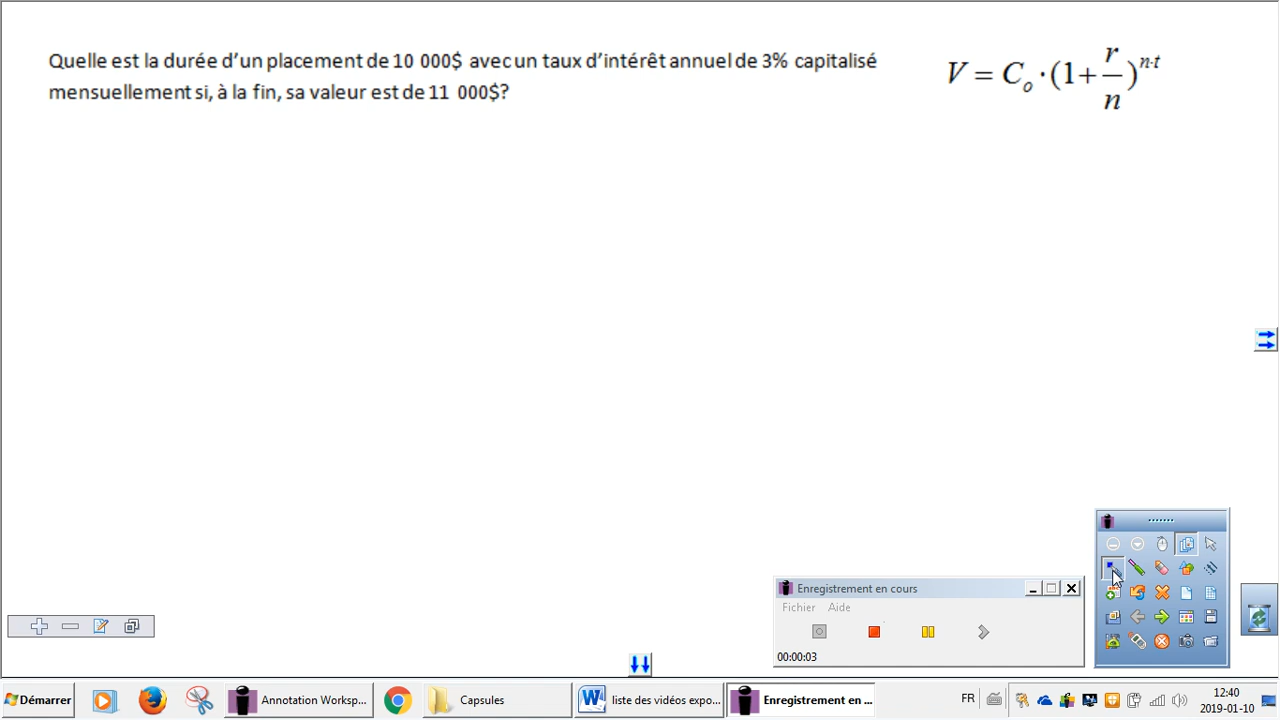 Quelle est la durée d'un placement de 10 000$ avec un taux d'intérêt annuel de 3% capitalisé
mensuellement si, à la fin, sa valeur est de 11 000$?
V = C₀ · (1 + r/n)^(n·t)
Enregistrement en cours
Fichier Aide
00:00:03
Démarrer
Annotation Worksp...
Capsules
liste des vidéos expo...
Enregistrement en ...
FR
12:40
2019-01-10